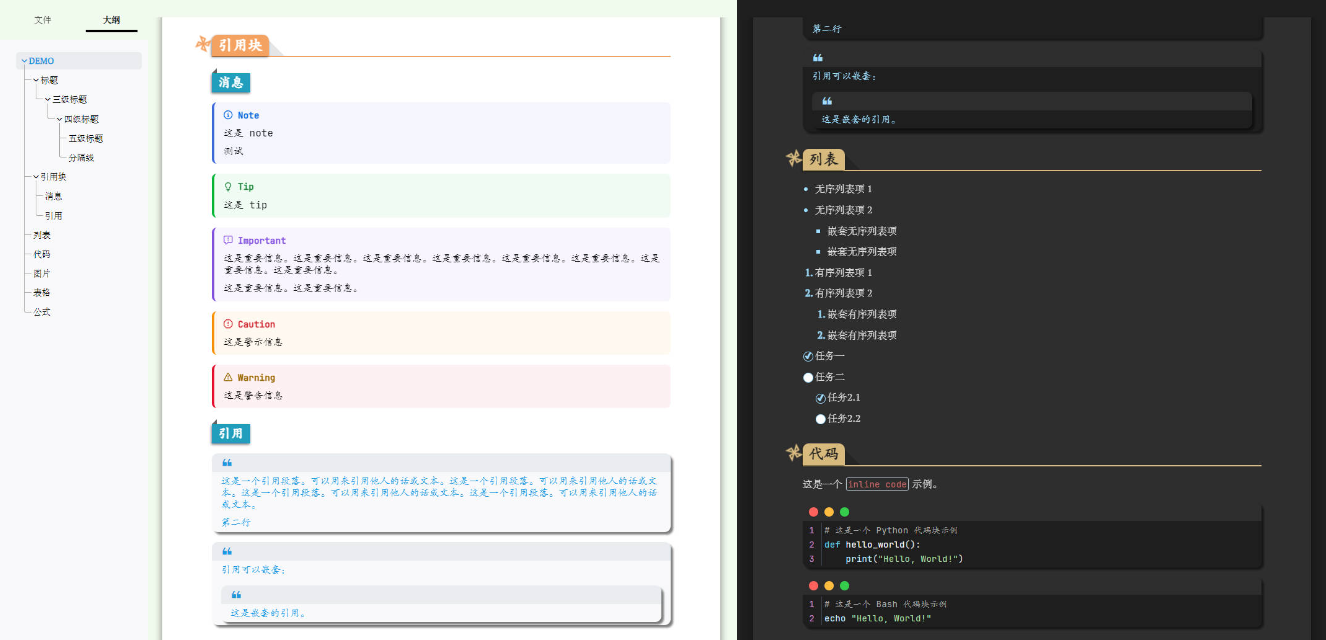 文件 大纲
DEMO
标题
三级标题
四级标题
五级标题
分隔线
引用块
消息
引用
列表
代码
图片
表格
公式
引用块
消息
Note
这是 note
测试
Tip
这是 tip
Important
这是重要信息。这是重要信息。这是重要信息。这是重要信息。这是重要信息。这是重要信息。这是
重要信息。这是重要信息。
这是重要信息。这是重要信息。
Caution
这是警示信息
Warning
这是警告信息
引用
这是一个引用段落。可以用来引用他人的话或文本。这是一个引用段落。可以用来引用他人的话或文
本。这是一个引用段落。可以用来引用他人的话或文本。这是一个引用段落。可以用来引用他人的话
或文本。
第二行
引用可以嵌套：
这是嵌套的引用。
第二行
引用可以嵌套：
这是嵌套的引用。
列表
无序列表项 1
无序列表项 2
嵌套无序列表项
嵌套无序列表项
1. 有序列表项 1
2. 有序列表项 2
1. 嵌套有序列表项
2. 嵌套有序列表项
任务一
任务二
任务2.1
任务2.2
代码
这是一个 inline code 示例。
1 # 这是一个 Python 代码块示例
2 def hello_world():
3 print("Hello, World!")
1 # 这是一个 Bash 代码块示例
2 echo "Hello, World!"